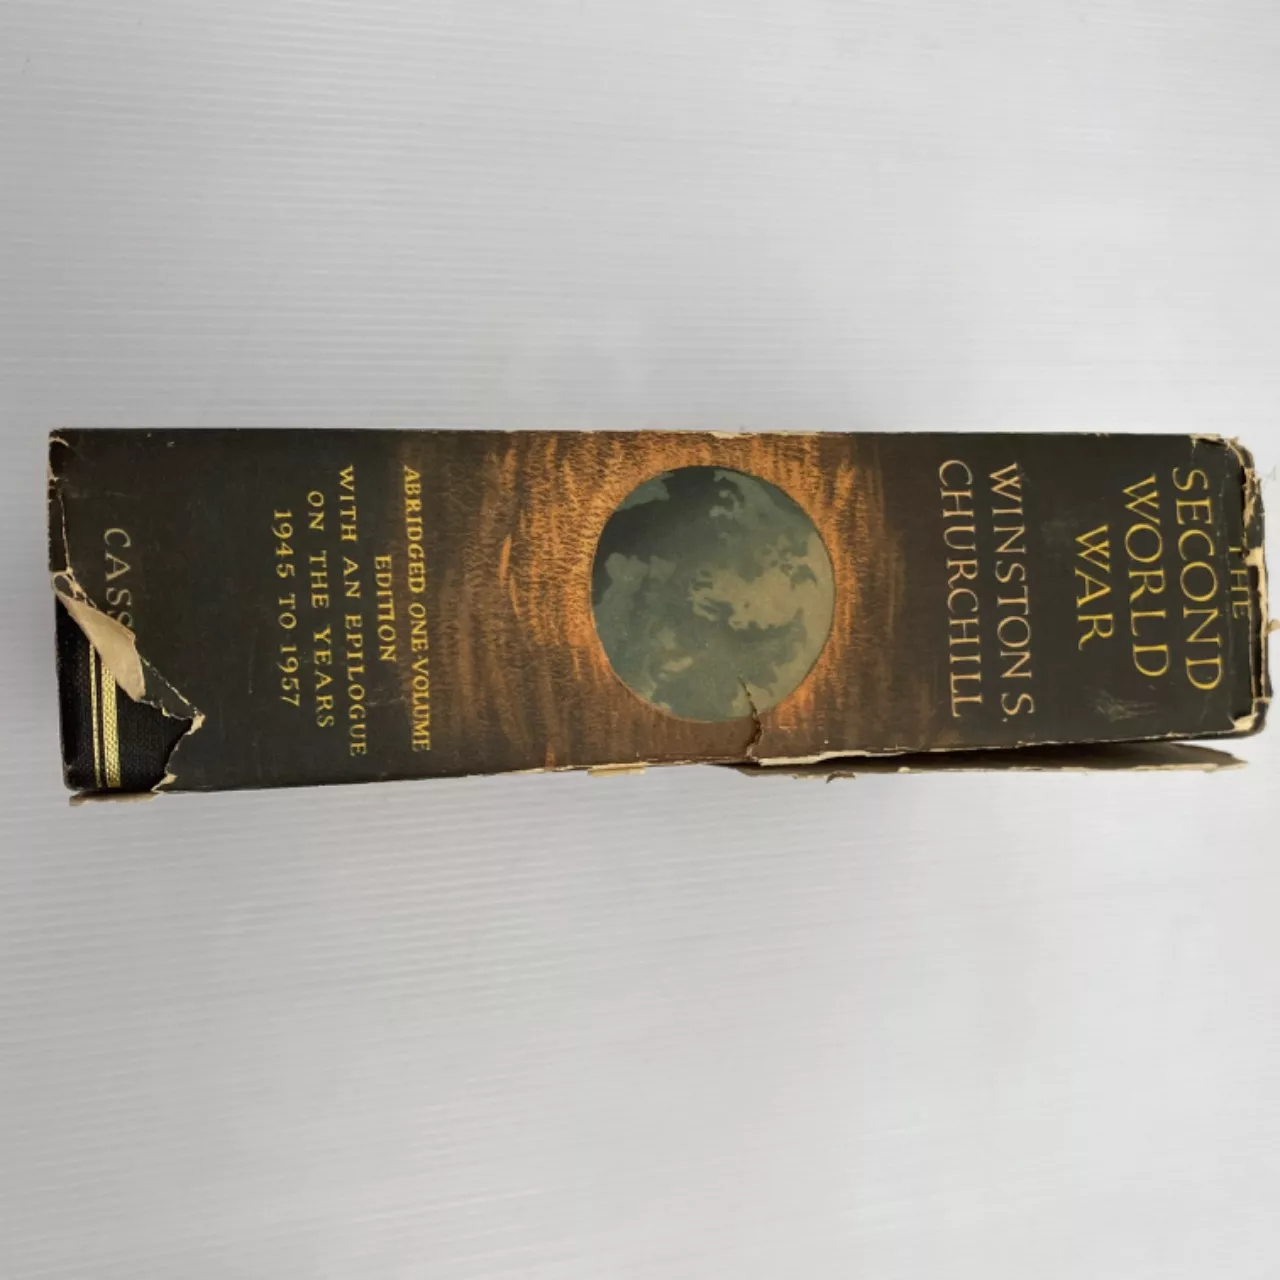 THE
SECOND
WORLD
WAR
WINSTON S.
CHURCHILL
ABRIDGED ONE-VOLUME
EDITION
WITH AN EPILOGUE
ON THE YEARS
1945 TO 1957
CASS